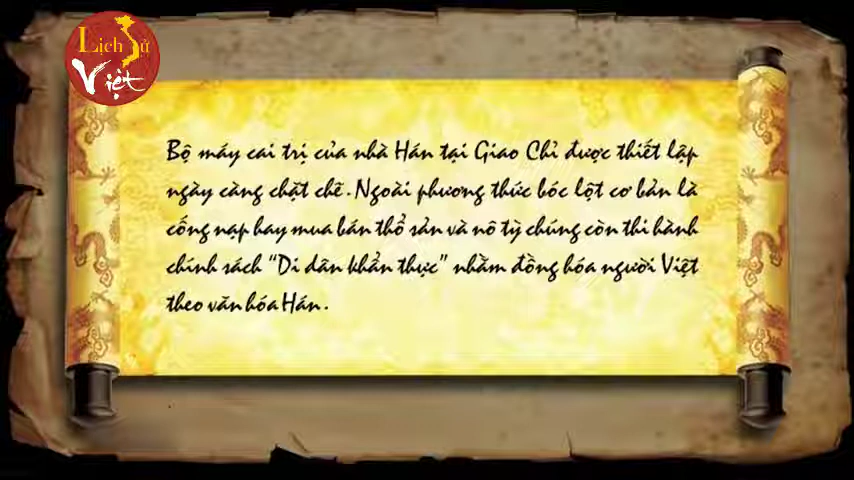 Lịch Sử
Việt
Bộ máy cai trị của nhà Hán tại Giao Chỉ được thiết lập
ngày càng chặt chẽ. Ngoài phương thức bóc lột cơ bản là
cống nạp hay mua bán thổ sản và nô tỳ chúng còn thi hành
chính sách "Di dân khẩn thực" nhằm đồng hóa người Việt
theo văn hóa Hán.